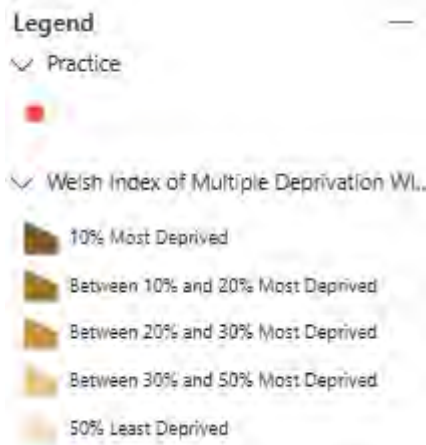 Legend
Practice
Welsh Index of Multiple Deprivation WI...
10% Most Deprived
Between 10% and 20% Most Deprived
Between 20% and 30% Most Deprived
Between 30% and 50% Most Deprived
50% Least Deprived